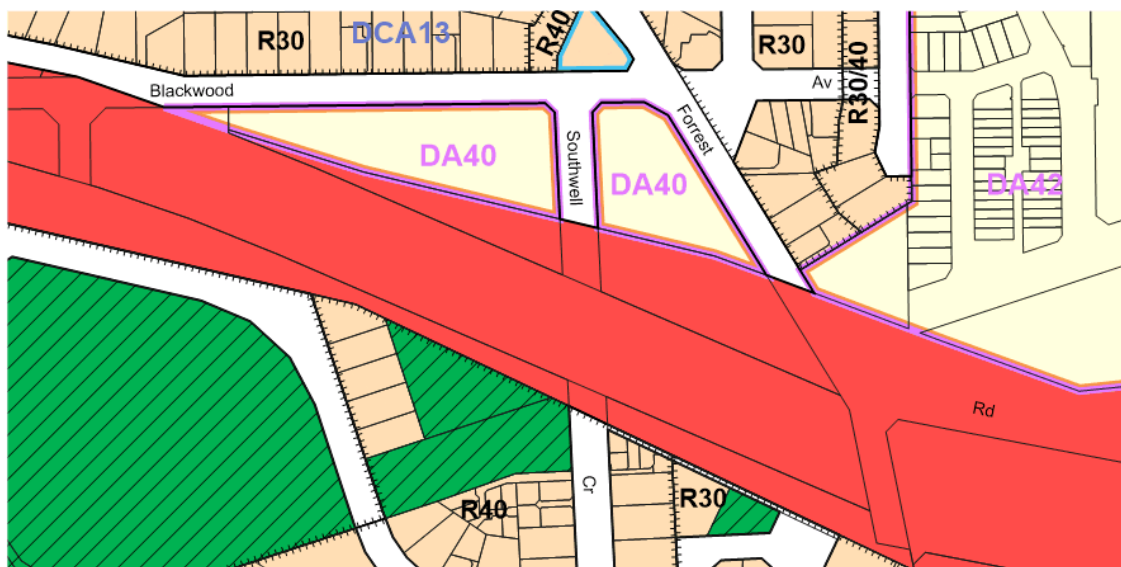 DCA13
R40
R30
R30
Av
R30/40
Blackwood
Forrest
Southwell
DA40
DA40
DA42
Rd
Cr
R40
R30